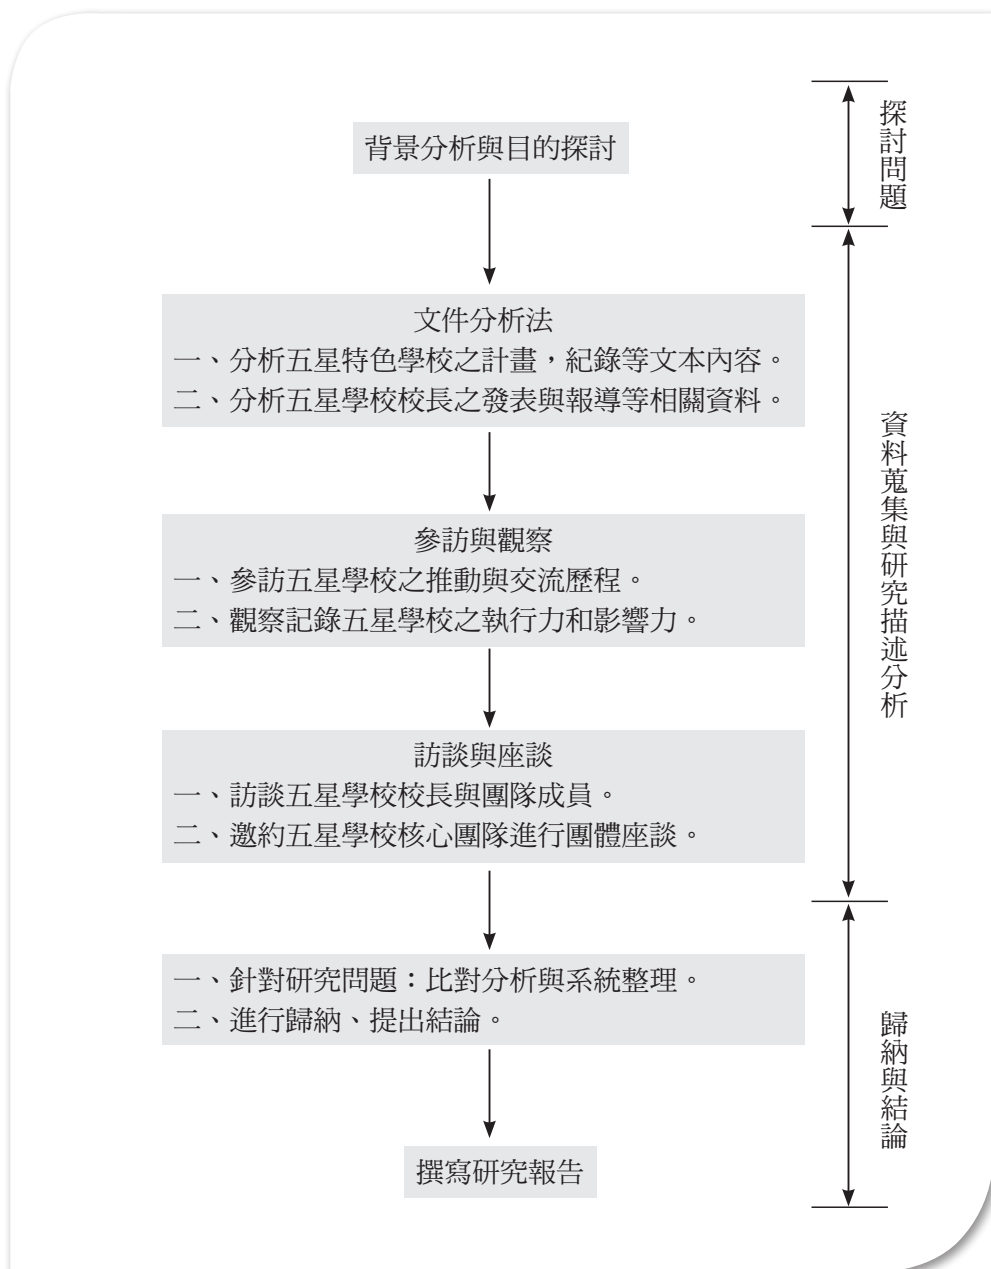 背景分析與目的探討
探討問題
文件分析法
一、分析五星特色學校之計畫，紀錄等文本內容。
二、分析五星學校校長之發表與報導等相關資料。
參訪與觀察
一、參訪五星學校之推動與交流歷程。
二、觀察記錄五星學校之執行力和影響力。
訪談與座談
一、訪談五星學校校長與團隊成員。
二、邀約五星學校核心團隊進行團體座談。
資料蒐集與研究描述分析
一、針對研究問題：比對分析與系統整理。
二、進行歸納、提出結論。
撰寫研究報告
歸納與結論